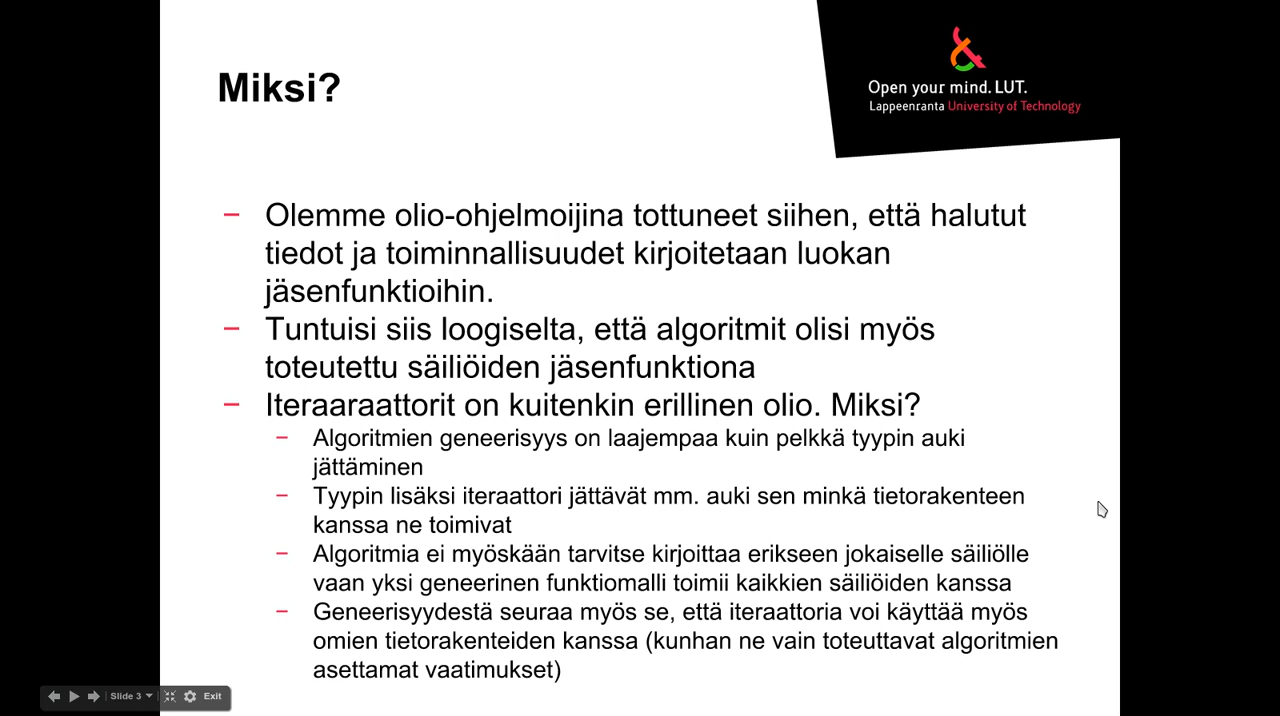 Miksi?
Open your mind. LUT.
Lappeenranta University of Technology
– Olemme olio-ohjelmoijina tottuneet siihen, että halutut
tiedot ja toiminnallisuudet kirjoitetaan luokan
jäsenfunktioihin.
– Tuntuisi siis loogiselta, että algoritmit olisi myös
toteutettu säiliöiden jäsenfunktiona
– Iteraaraattorit on kuitenkin erillinen olio. Miksi?
– Algoritmien geneerisyys on laajempaa kuin pelkkä tyypin auki
jättäminen
– Tyypin lisäksi iteraattori jättävät mm. auki sen minkä tietorakenteen
kanssa ne toimivat
– Algoritmia ei myöskään tarvitse kirjoittaa erikseen jokaiselle säiliölle
vaan yksi geneerinen funktiomalli toimii kaikkien säiliöiden kanssa
– Geneerisyydestä seuraa myös se, että iteraattoria voi käyttää myös
omien tietorakenteiden kanssa (kunhan ne vain toteuttavat algoritmien
asettamat vaatimukset)
Slide 3 Exit